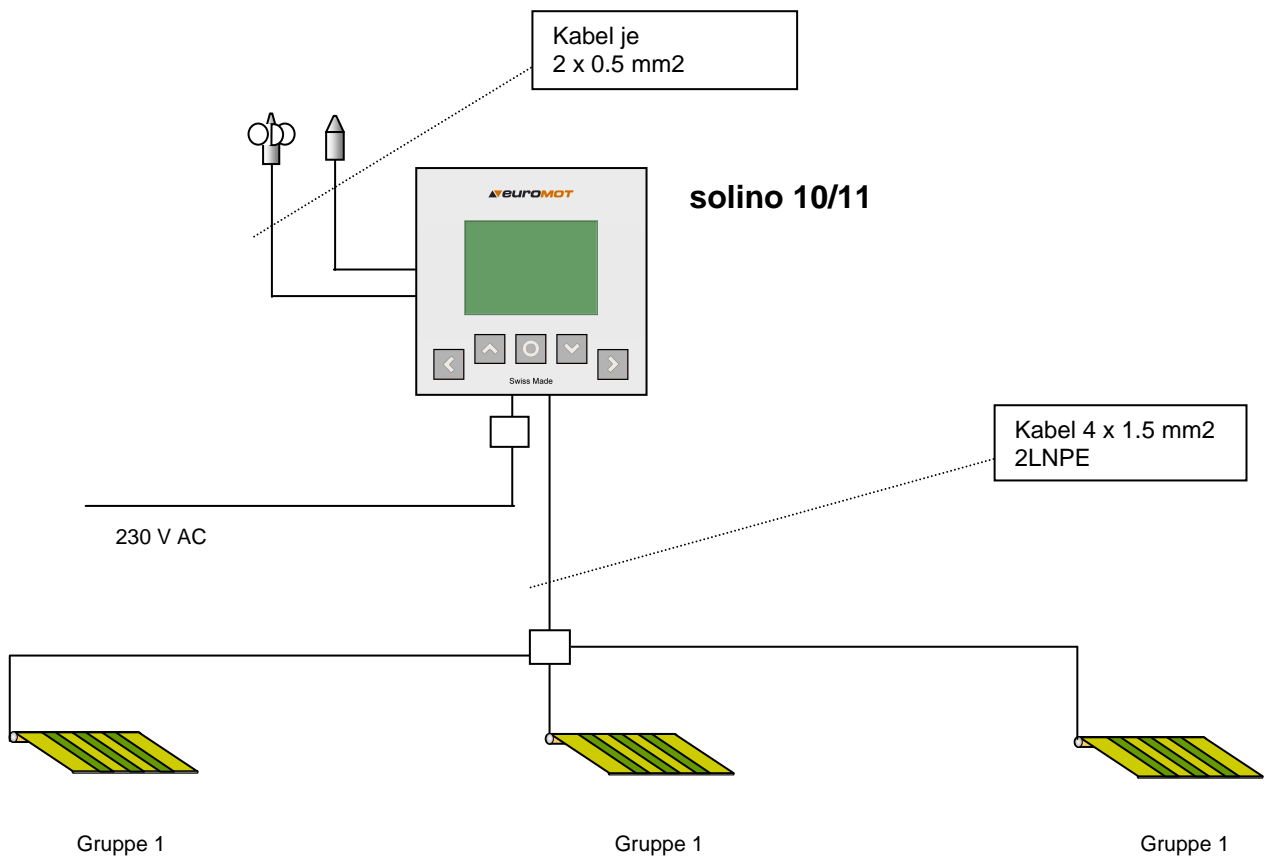 Kabel je
2 x 0.5 mm2
euromot
solino 10/11
Swiss Made
Kabel 4 x 1.5 mm2
2LNPE
230 V AC
Gruppe 1
Gruppe 1
Gruppe 1